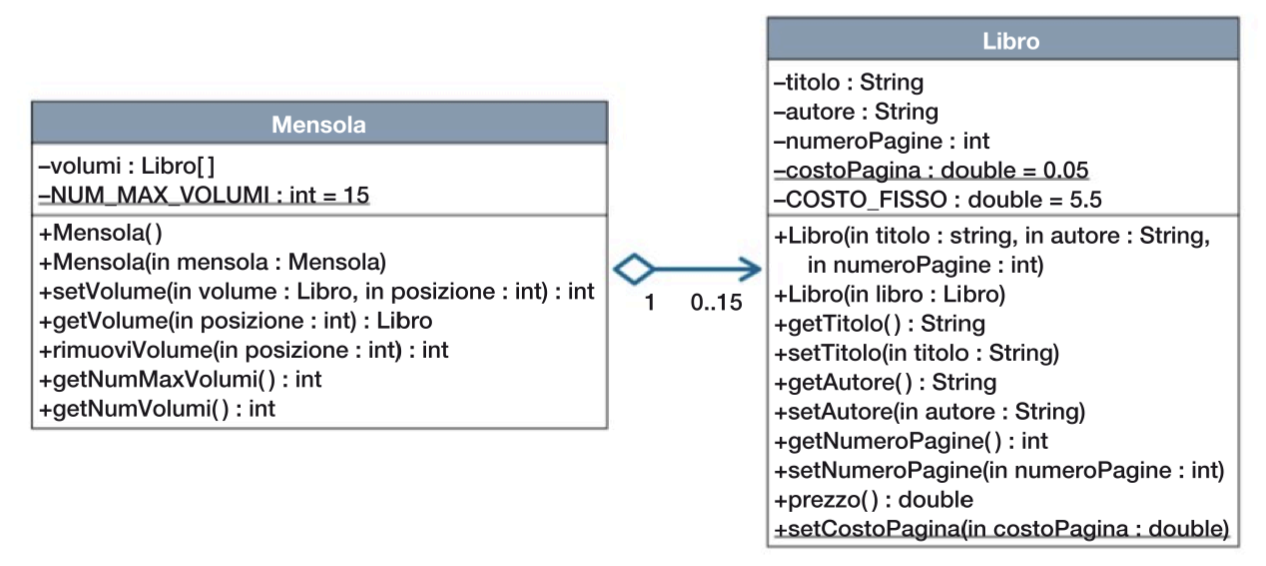 Mensola
–volumi : Libro[]
–NUM_MAX_VOLUMI : int = 15
+Mensola()
+Mensola(in mensola : Mensola)
+setVolume(in volume : Libro, in posizione : int) : int
+getVolume(in posizione : int) : Libro
+rimuoviVolume(in posizione : int) : int
+getNumMaxVolumi() : int
+getNumVolumi() : int
1 0..15
Libro
–titolo : String
–autore : String
–numeroPagine : int
–costoPagina : double = 0.05
–COSTO_FISSO : double = 5.5
+Libro(in titolo : string, in autore : String,
in numeroPagine : int)
+Libro(in libro : Libro)
+getTitolo() : String
+setTitolo(in titolo : String)
+getAutore() : String
+setAutore(in autore : String)
+getNumeroPagine() : int
+setNumeroPagine(in numeroPagine : int)
+prezzo() : double
+setCostoPagina(in costoPagina : double)